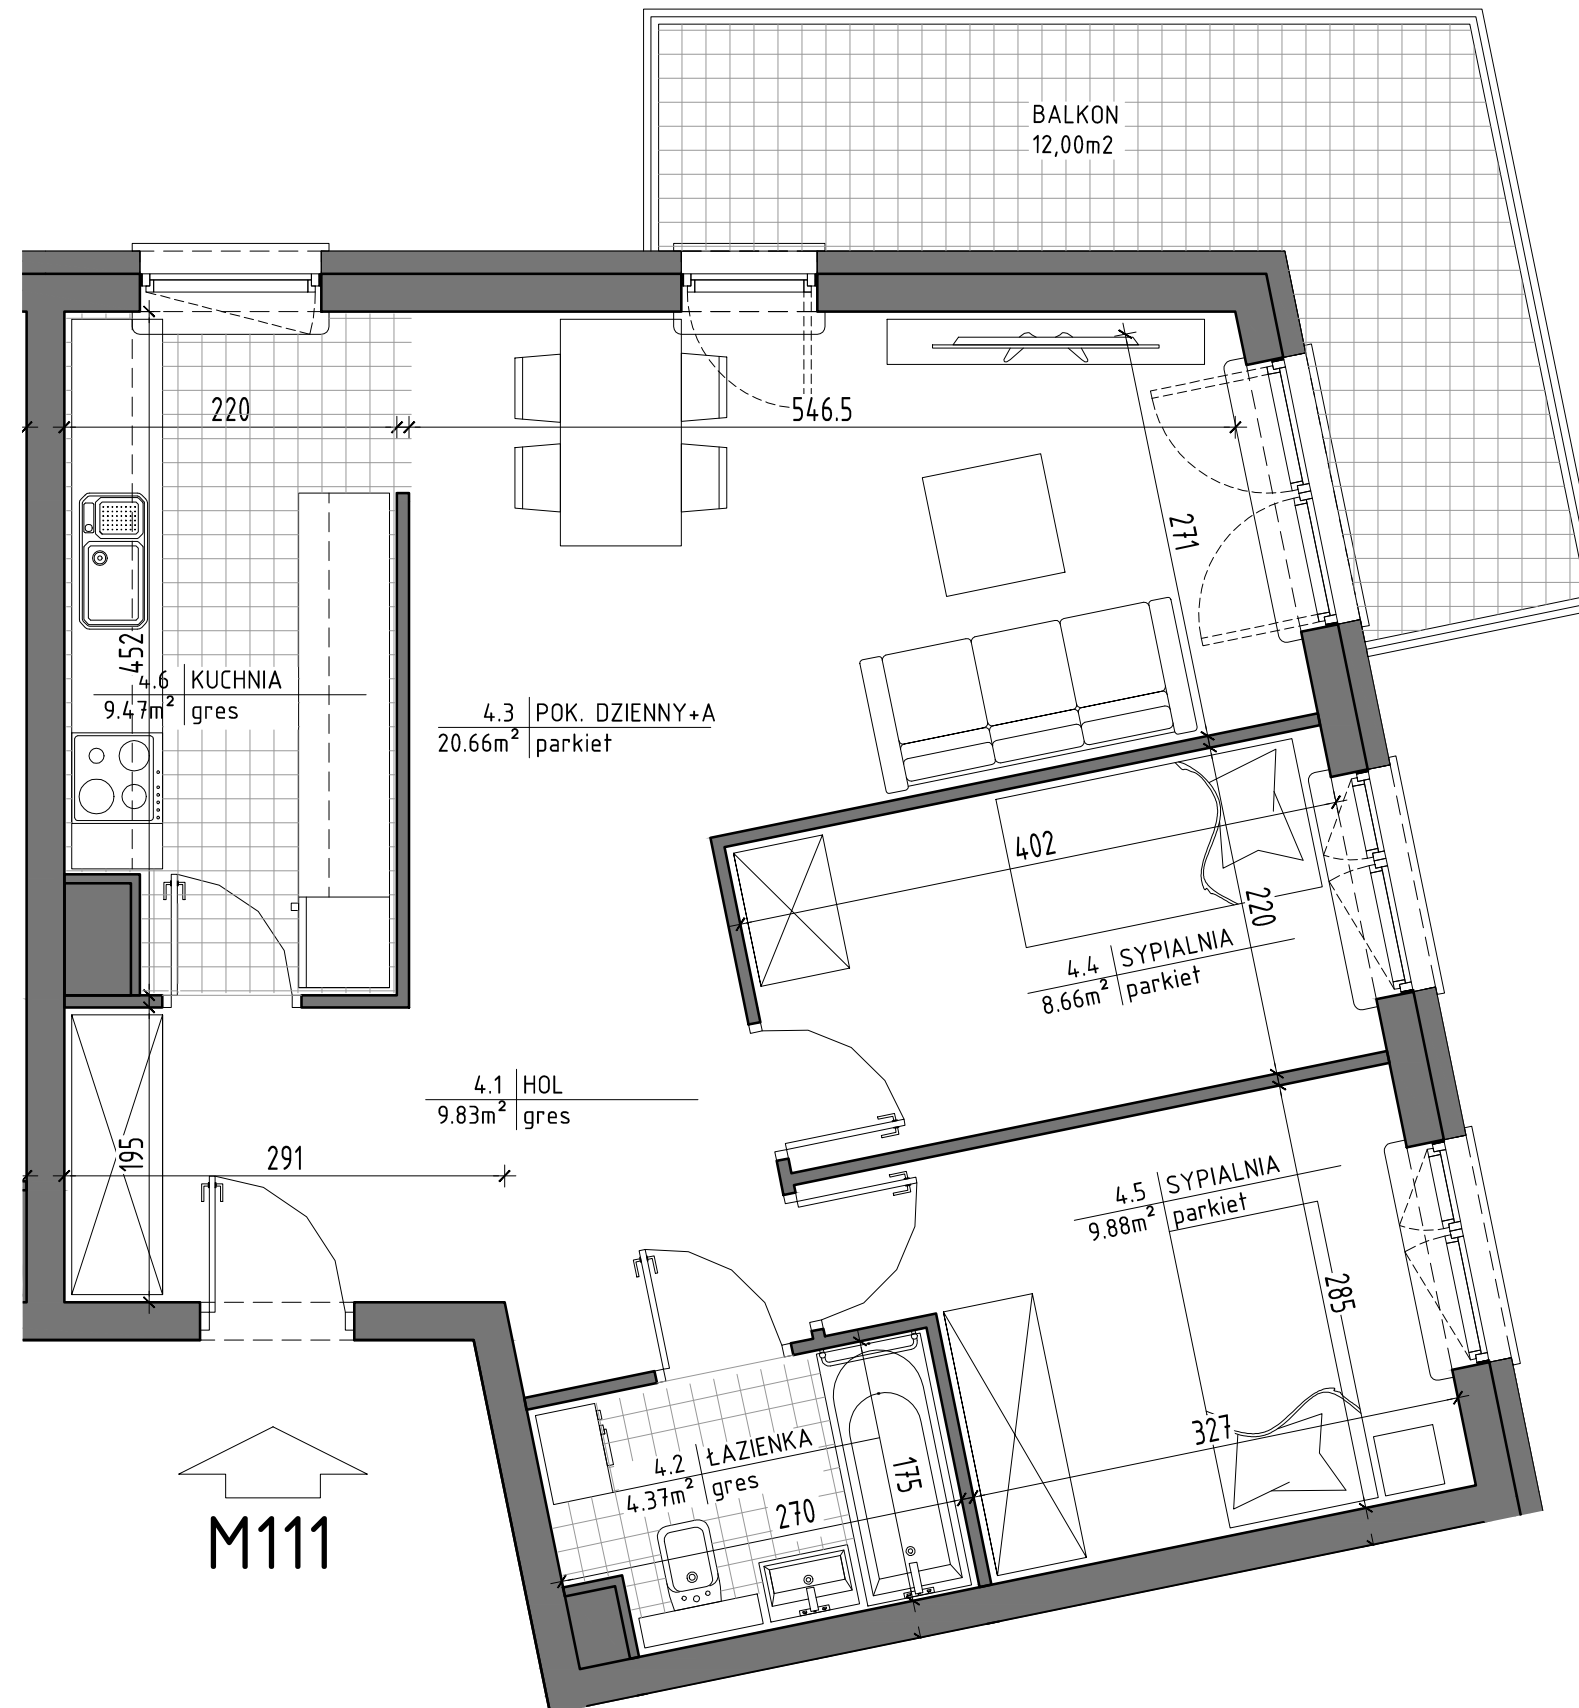 BALKON
12,00m2
220
546.5
271
452
4.6 KUCHNIA
9.47m² gres
4.3 POK. DZIENNY+A
20.66m² parkiet
402
220
4.4 SYPIALNIA
8.66m² parkiet
4.1 HOL
9.83m² gres
195
291
4.5 SYPIALNIA
9.88m² parkiet
285
327
4.2 ŁAZIENKA
4.37m² gres
175
270
M111